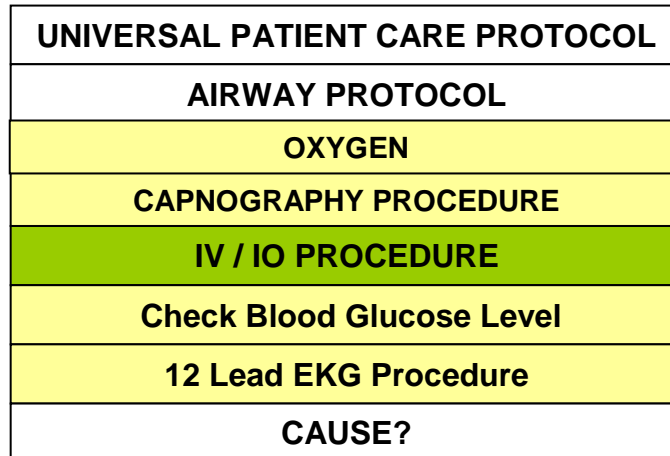 UNIVERSAL PATIENT CARE PROTOCOL
AIRWAY PROTOCOL
OXYGEN
CAPNOGRAPHY PROCEDURE
IV / IO PROCEDURE
Check Blood Glucose Level
12 Lead EKG Procedure
CAUSE?